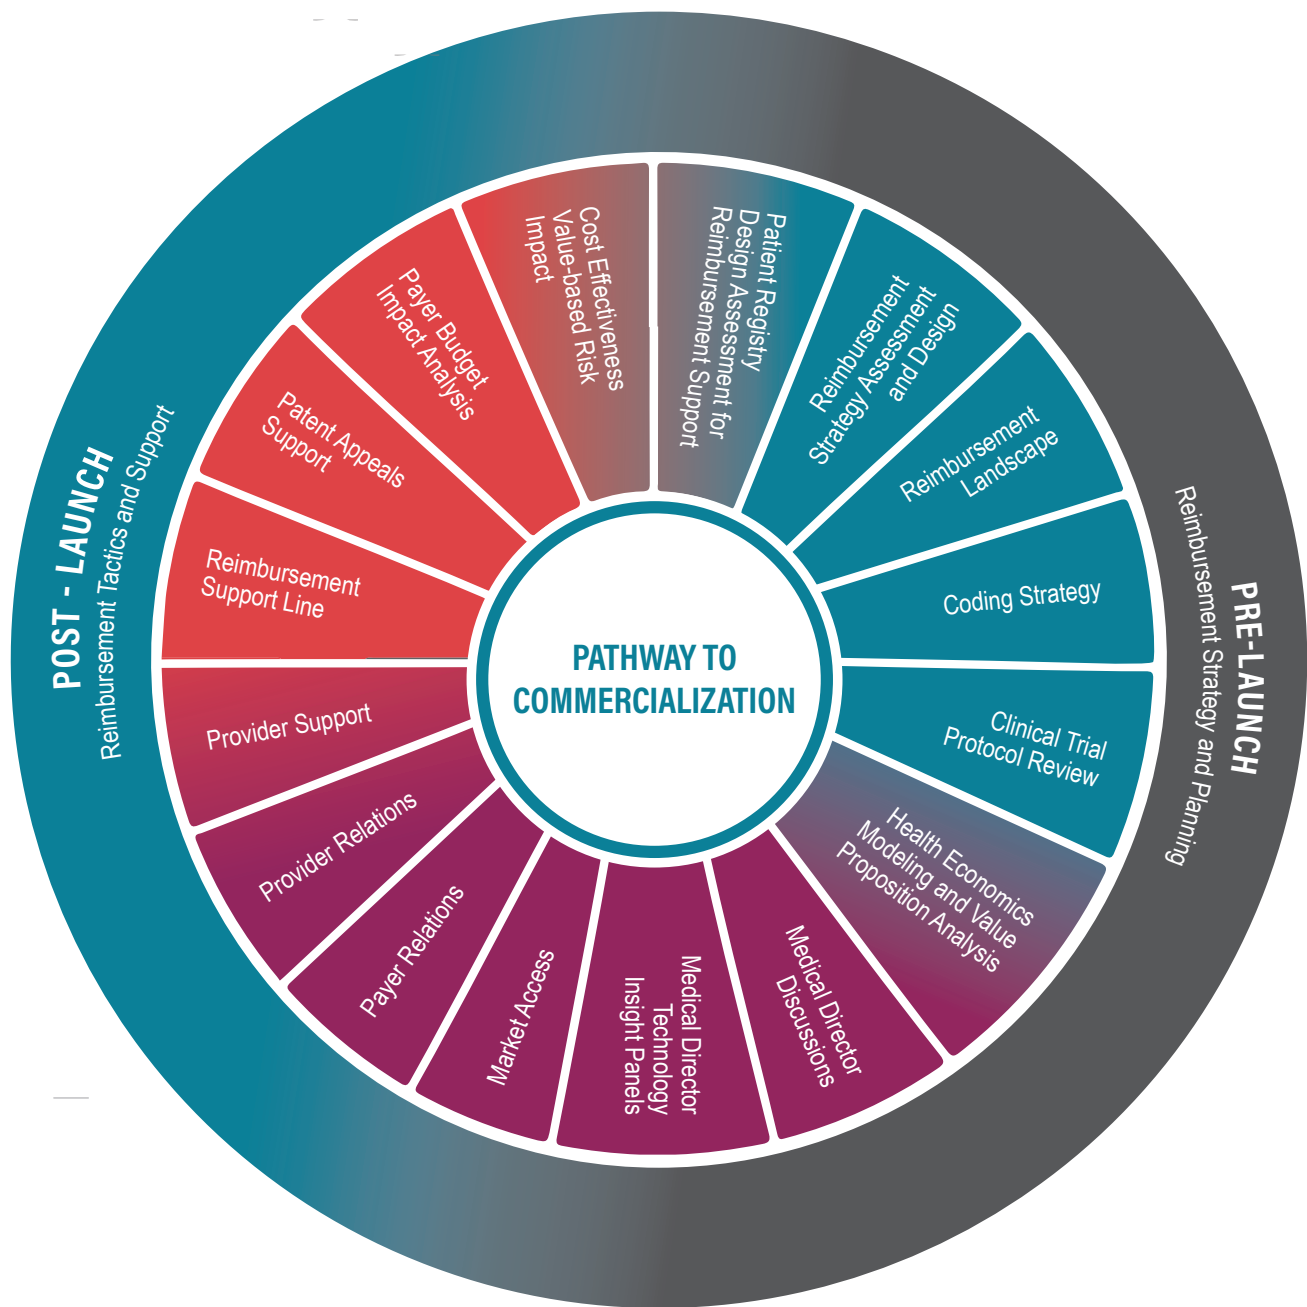 PATHWAY TO
COMMERCIALIZATION
PRE-LAUNCH
Reimbursement Strategy and Planning
POST - LAUNCH
Reimbursement Tactics and Support
Patient Registry
Design Assessment for
Reimbursement Support
Reimbursement
Strategy Assessment
and Design
Reimbursement
Landscape
Coding Strategy
Clinical Trial
Protocol Review
Health Economics
Modeling and Value
Proposition Analysis
Medical Director
Discussions
Medical Director
Technology
Insight Panels
Market Access
Payer Relations
Provider Relations
Provider Support
Reimbursement
Support Line
Patent Appeals
Support
Payer Budget
Impact Analysis
Cost Effectiveness
Value-based Risk
Impact